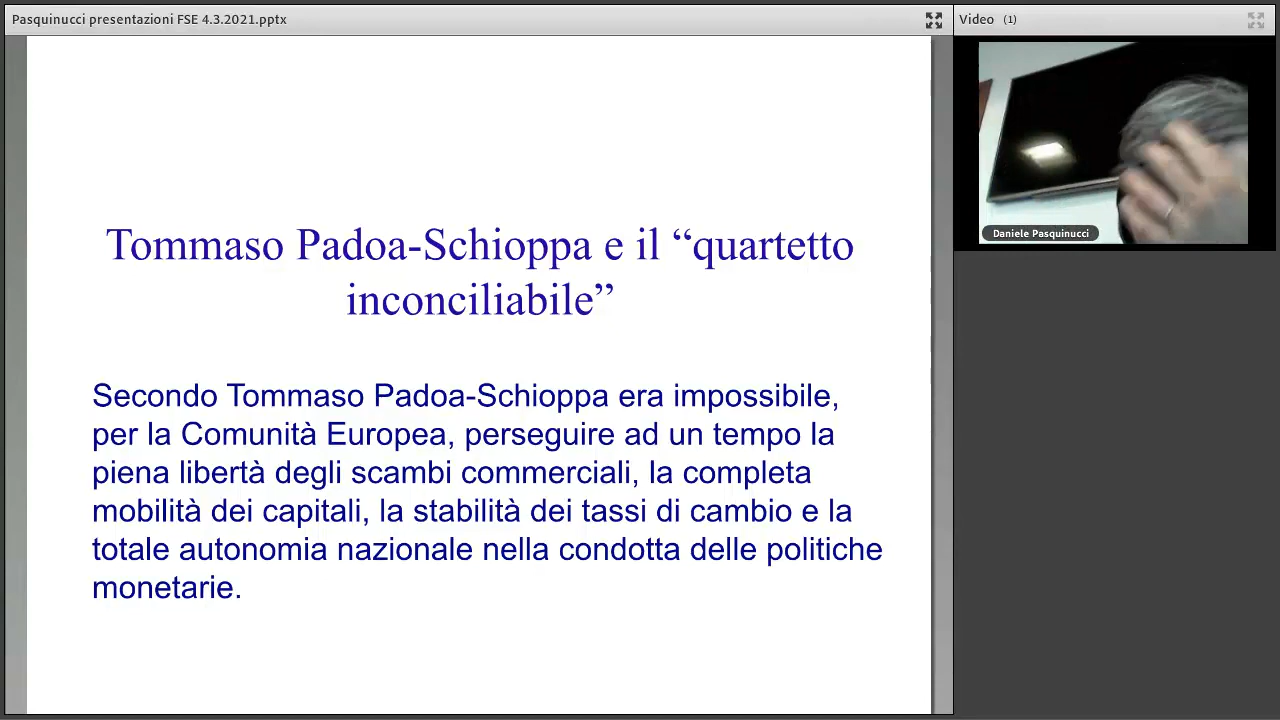 Pasquinucci presentazioni FSE 4.3.2021.pptx
Video (1)
Daniele Pasquinucci
Tommaso Padoa-Schioppa e il “quartetto
inconciliabile”
Secondo Tommaso Padoa-Schioppa era impossibile,
per la Comunità Europea, perseguire ad un tempo la
piena libertà degli scambi commerciali, la completa
mobilità dei capitali, la stabilità dei tassi di cambio e la
totale autonomia nazionale nella condotta delle politiche
monetarie.